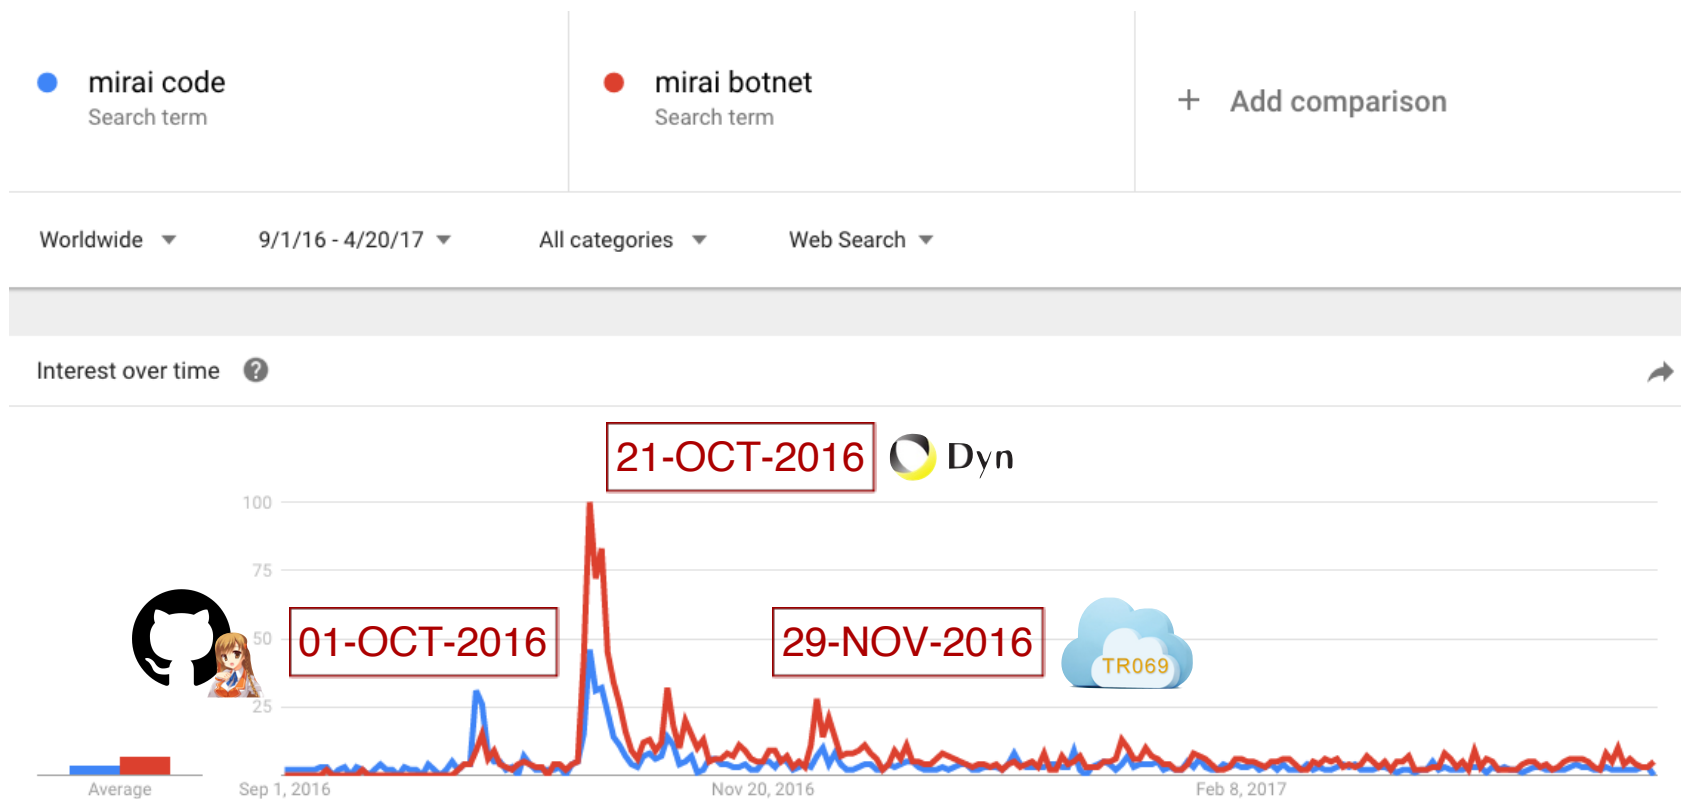 mirai code
Search term
mirai botnet
Search term
+ Add comparison
Worldwide
9/1/16 - 4/20/17
All categories
Web Search
Interest over time ?
21-OCT-2016
Dyn
100
75
50
25
01-OCT-2016
29-NOV-2016
TR069
Average
Sep 1, 2016
Nov 20, 2016
Feb 8, 2017